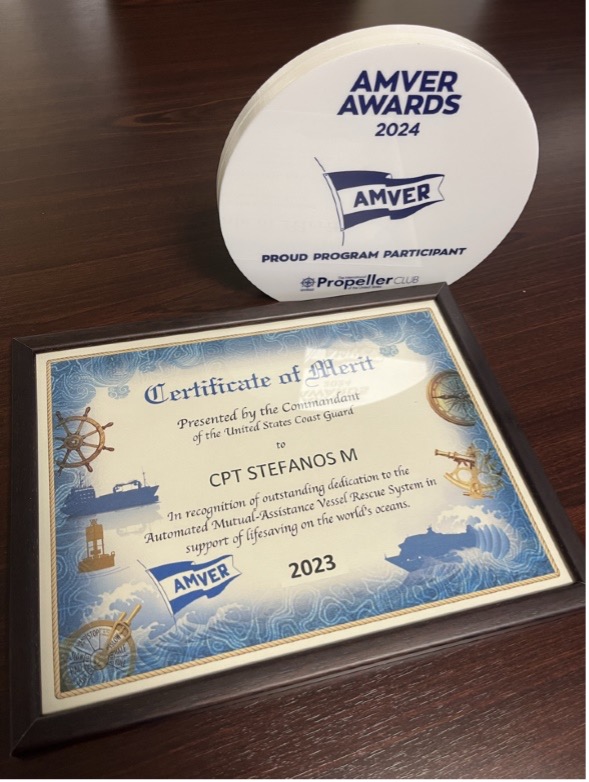 AMVER
AWARDS
2024
AMVER
PROUD PROGRAM PARTICIPANT
Propeller CLUB
Certificate of Merit
Presented by the Commandant
of the United States Coast Guard
to
CPT STEFANOS M
In recognition of outstanding dedication to the
Automated Mutual-Assistance Vessel Rescue System in
support of lifesaving on the world's oceans.
AMVER
2023